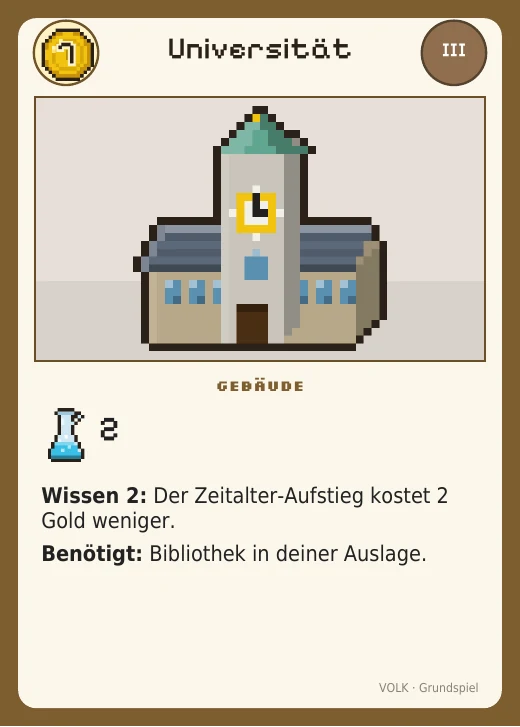 7
Universität
III
GEBÄUDE
2
Wissen 2: Der Zeitalter-Aufstieg kostet 2
Gold weniger.
Benötigt: Bibliothek in deiner Auslage.
VOLK · Grundspiel